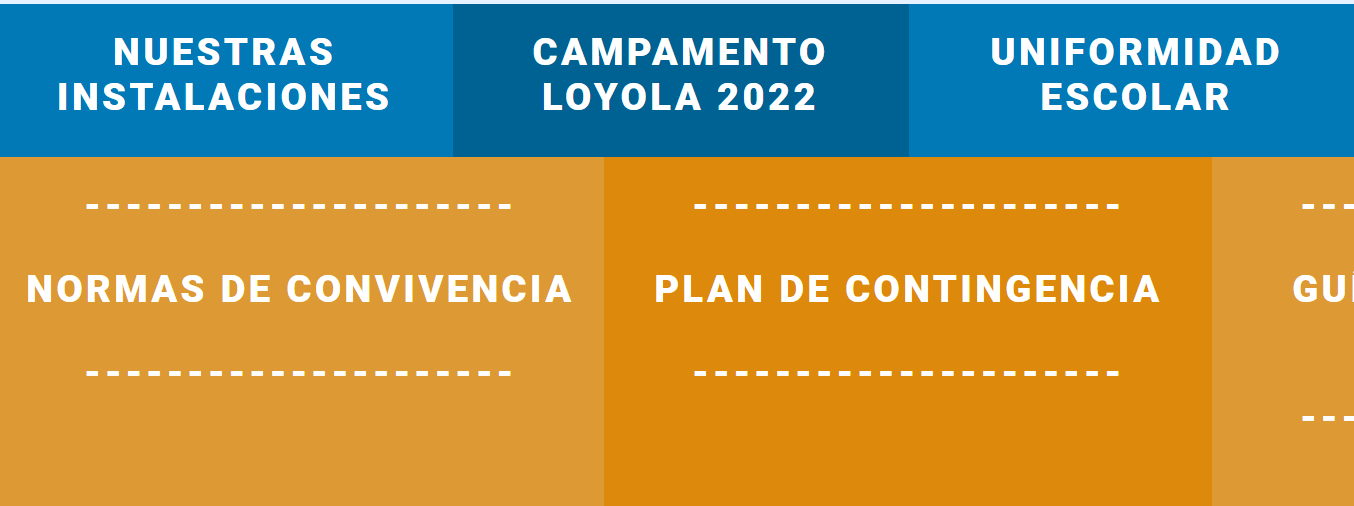 NUESTRAS
INSTALACIONES
CAMPAMENTO
LOYOLA 2022
UNIFORMIDAD
ESCOLAR
---------------------
NORMAS DE CONVIVENCIA
---------------------
---------------------
PLAN DE CONTINGENCIA
---------------------